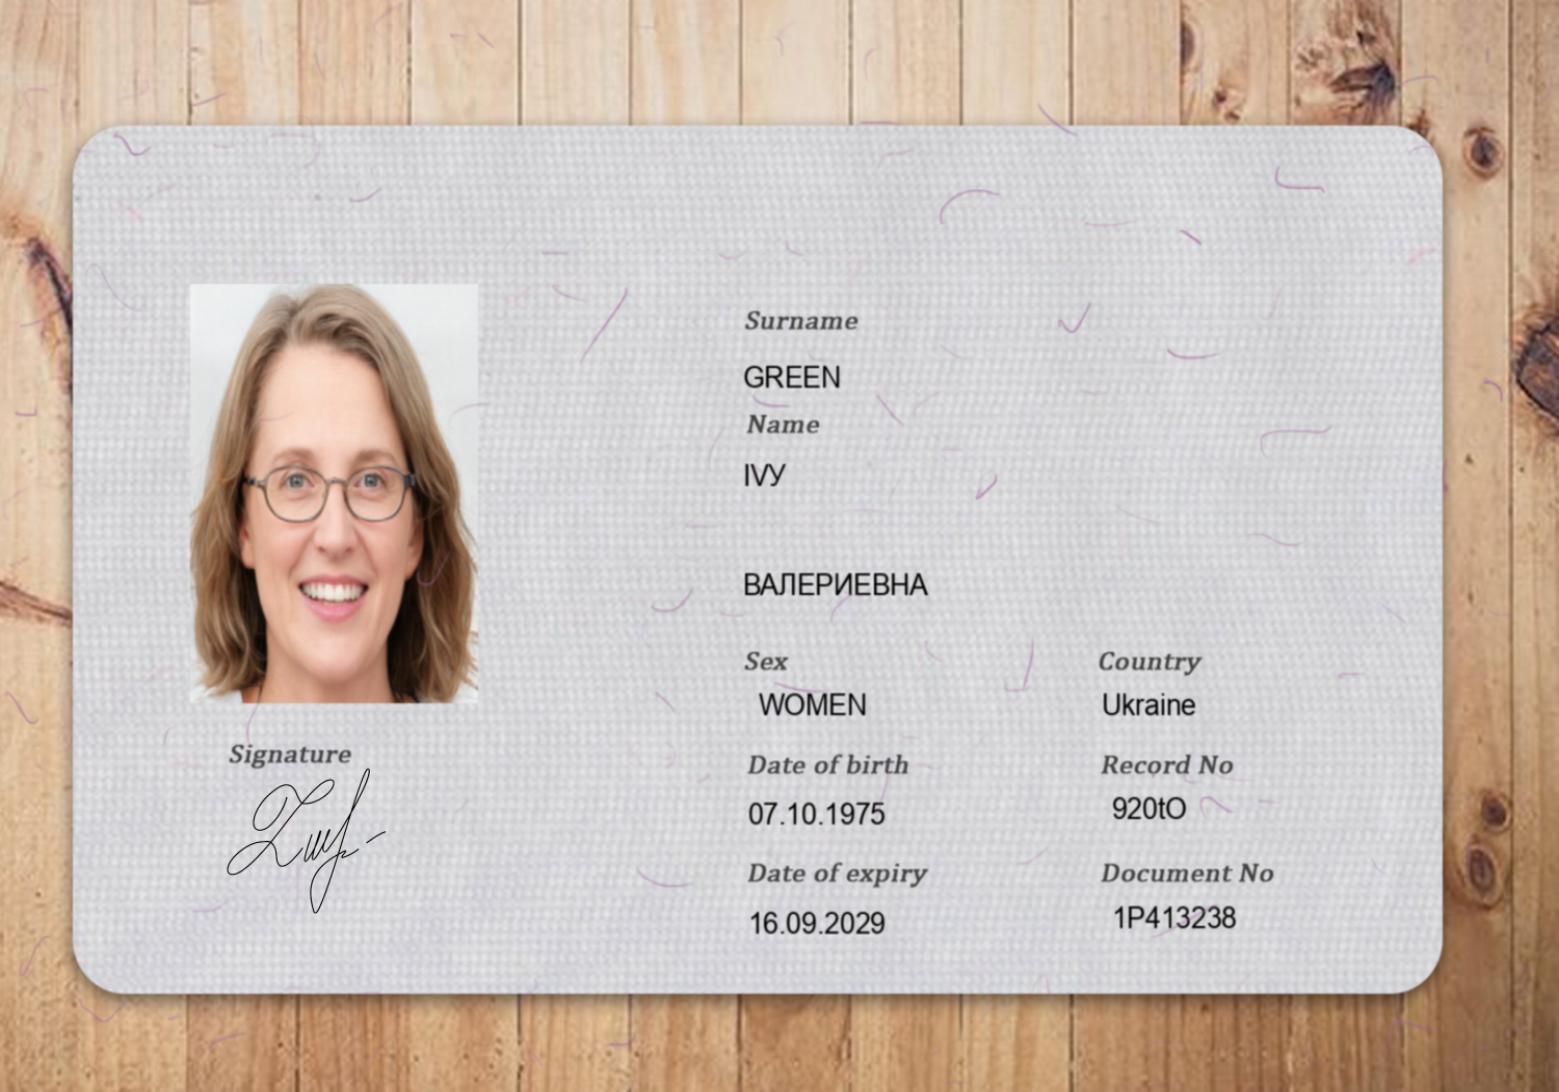 Surname
GREEN
Name
IVУ
ВАЛЕРИЕВНА
Sex
Country
WOMEN
Ukraine
Date of birth
Record No
07.10.1975
920tO
Signature
Date of expiry
Document No
16.09.2029
1P413238